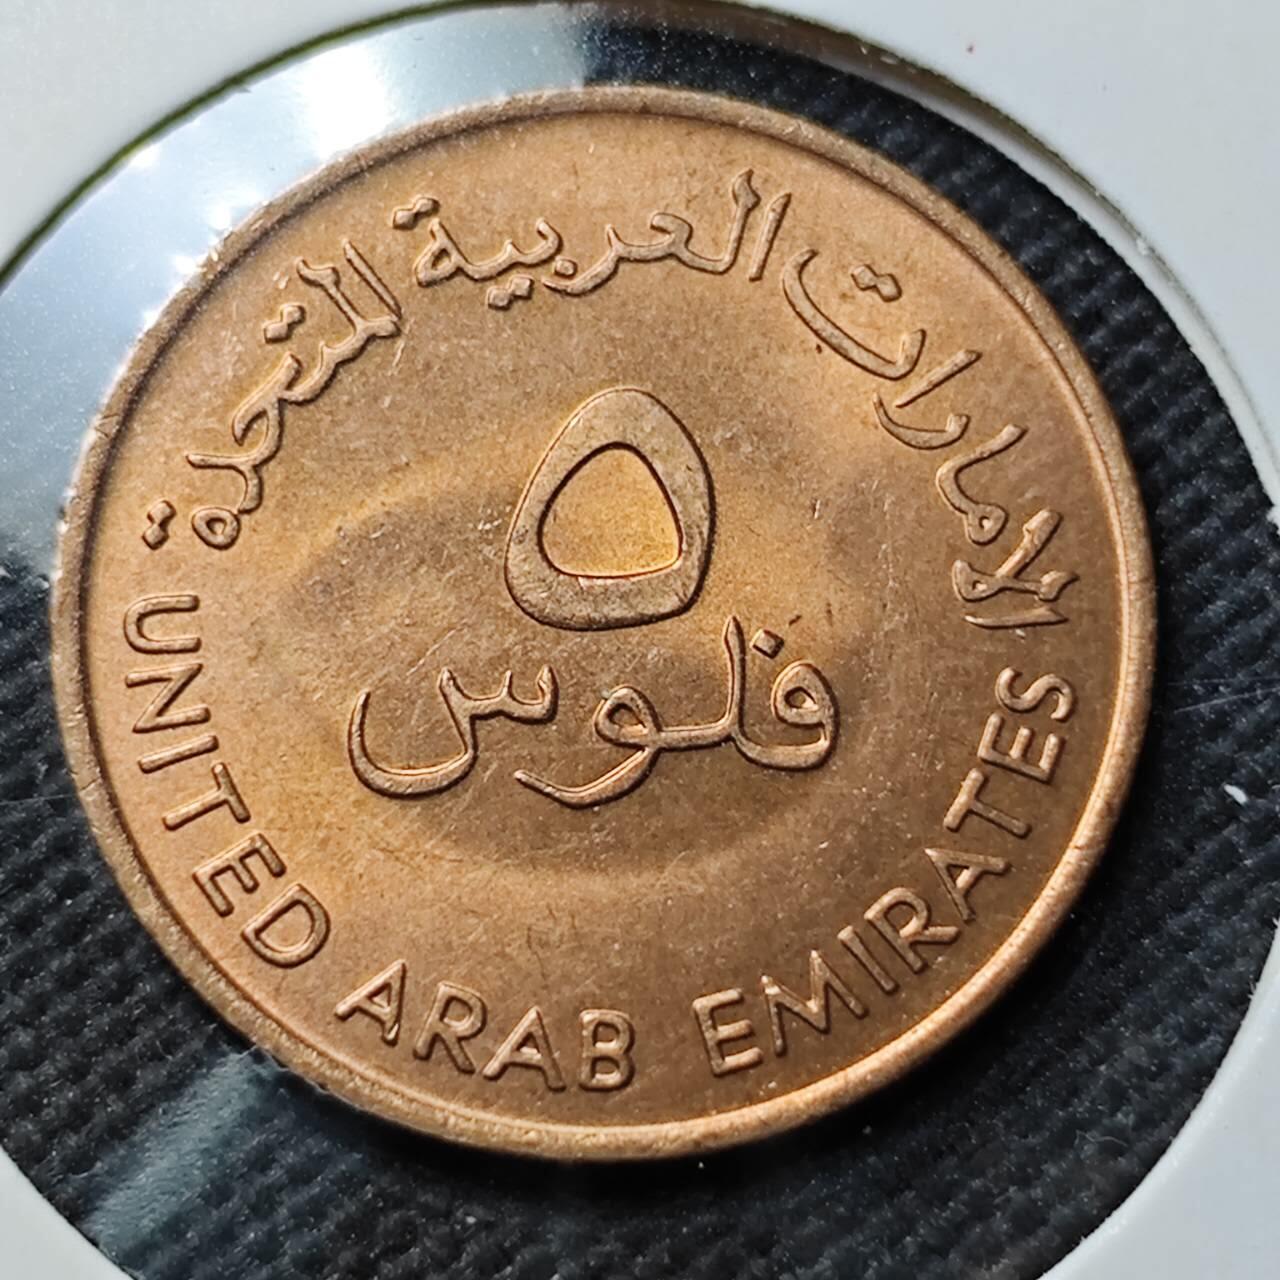 الإمارات العربية المتحدة
٥
فلوس
UNITED ARAB EMIRATES